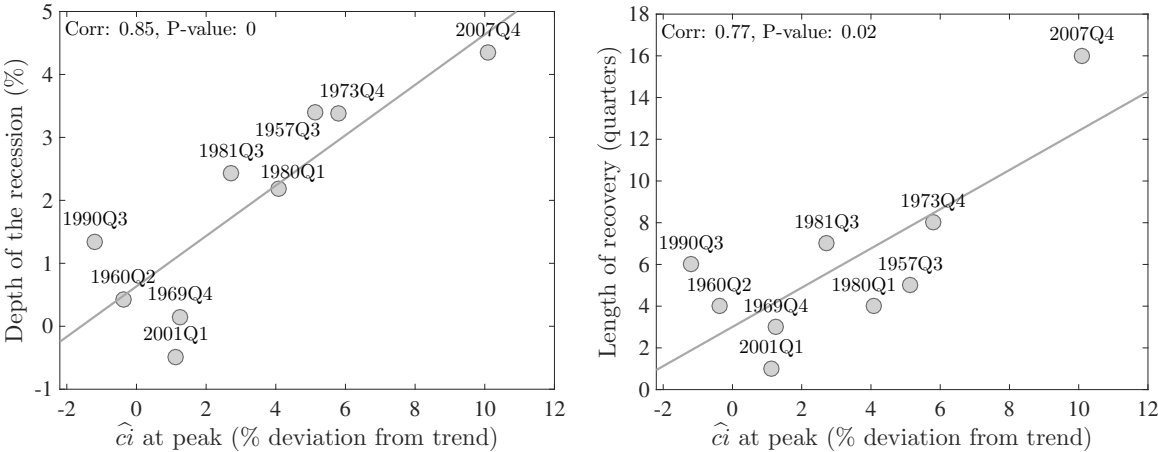 Corr: 0.85, P-value: 0
2007Q4
1973Q4
1957Q3
1981Q3
1980Q1
1990Q3
1960Q2
1969Q4
2001Q1
5
4
3
2
1
0
-1
-2 0 2 4 6 8 10 12
Depth of the recession (%)
ĉi at peak (% deviation from trend)
Corr: 0.77, P-value: 0.02
2007Q4
1973Q4
1981Q3
1990Q3
1957Q3
1960Q2
1980Q1
1969Q4
2001Q1
18
16
14
12
10
8
6
4
2
0
-2 0 2 4 6 8 10 12
Length of recovery (quarters)
ĉi at peak (% deviation from trend)